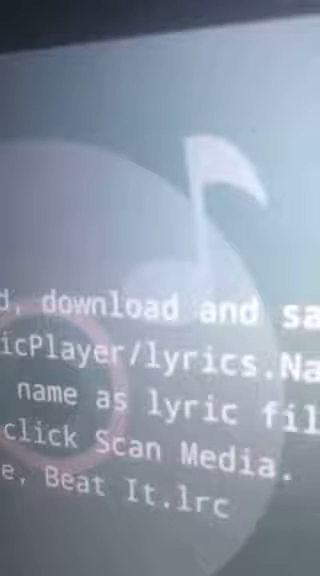 d, download and sa
icPlayer/lyrics.Na
name as lyric fil
click Scan Media.
e, Beat It.lrc